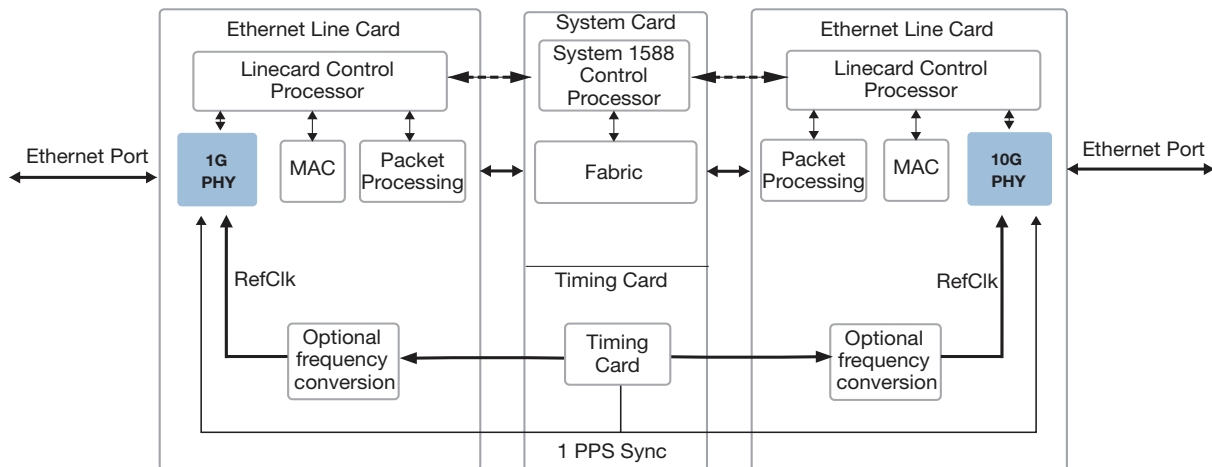 Ethernet Line Card
Linecard Control
Processor
Ethernet Port
1G
PHY
MAC
Packet
Processing
RefClk
Optional
frequency
conversion
System Card
System 1588
Control
Processor
Fabric
Timing Card
Timing
Card
1 PPS Sync
Ethernet Line Card
Linecard Control
Processor
Packet
Processing
MAC
10G
PHY
Ethernet Port
RefClk
Optional
frequency
conversion